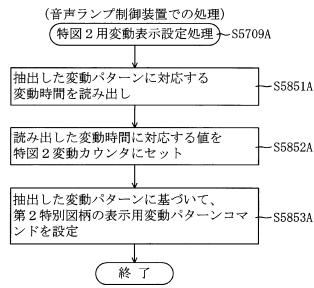 (音声ランプ制御装置での処理)
特図2用変動表示設定処理
S5709A
抽出した変動パターンに対応する
変動時間を読み出し
S5851A
読み出した変動時間に対応する値を
特図2変動カウンタにセット
S5852A
抽出した変動パターンに基づいて、
第2特別図柄の表示用変動パターンコマ
ンドを設定
S5853A
終了